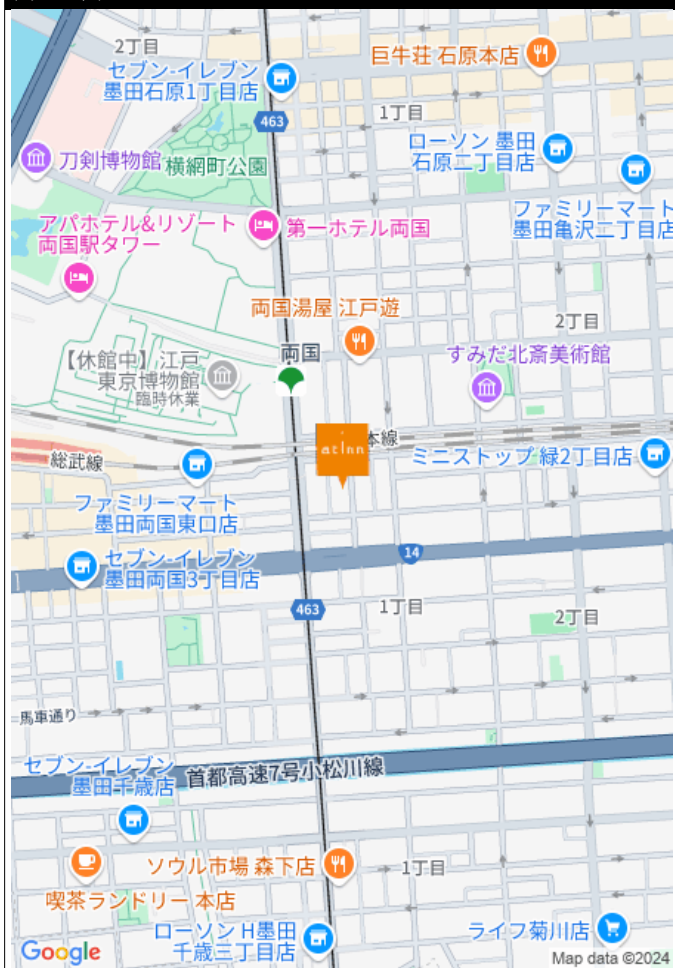 2丁目
セブン-イレブン
墨田石原1丁目店
巨牛荘 石原本店
463
1丁目
刀剣博物館
横網町公園
ローソン 墨田
石原二丁目店
アパホテル&リゾート
両国駅タワー
第一ホテル両国
ファミリーマート
墨田亀沢二丁目店
両国湯屋 江戸遊
2丁目
【休館中】江戸
東京博物館
臨時休業
両国
すみだ北斎美術館
at inn
本線
総武線
ミニストップ 緑2丁目店
ファミリーマート
墨田両国東口店
14
セブン-イレブン
墨田両国3丁目店
463
1丁目
2丁目
馬車通り
セブン-イレブン
墨田千歳店
首都高速7号小松川線
ソウル市場 森下店
1丁目
喫茶ランドリー 本店
ローソン H墨田
千歳三丁目店
ライフ菊川店
Google
Map data ©2024